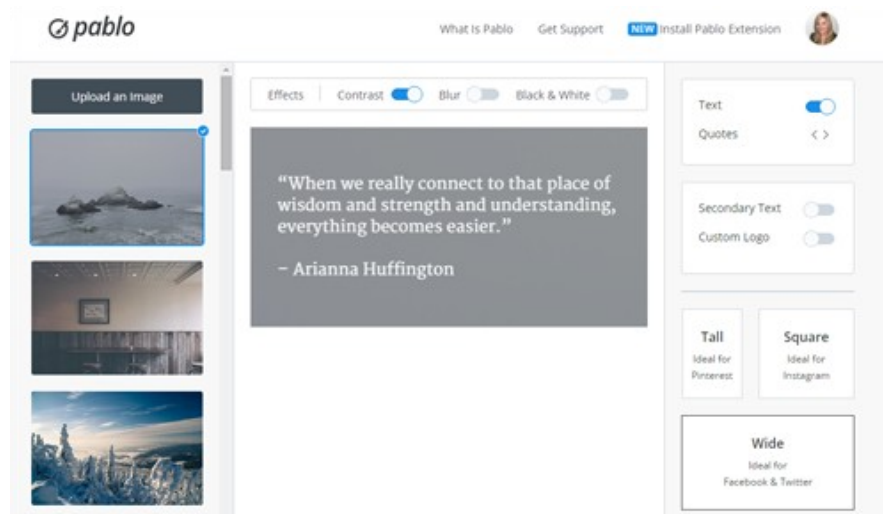 pablo
What Is Pablo
Get Support
NEW Install Pablo Extension
Upload an Image
Effects
Contrast
Blur
Black & White
“When we really connect to that place of
wisdom and strength and understanding,
everything becomes easier.”
– Arianna Huffington
Text
Quotes
Secondary Text
Custom Logo
Tall
Ideal for
Pinterest
Square
Ideal for
Instagram
Wide
Ideal for
Facebook & Twitter